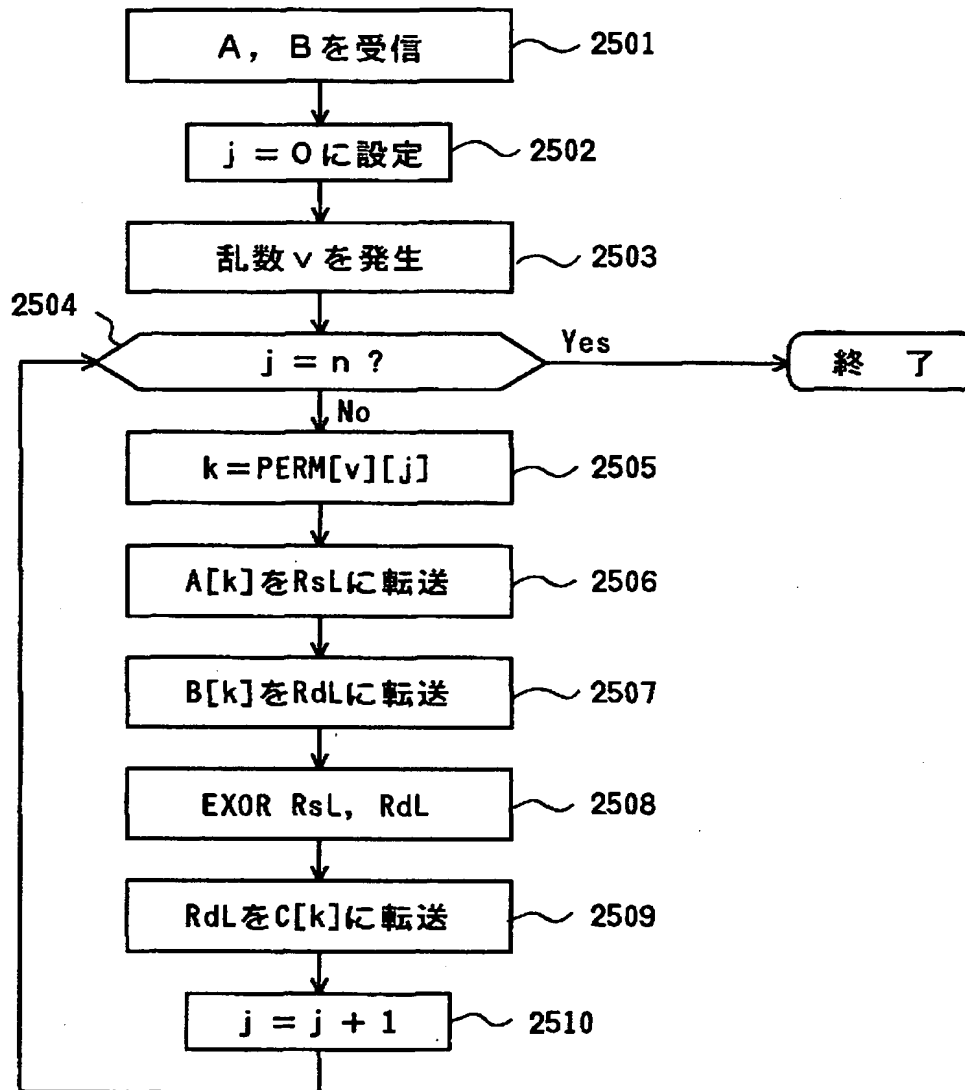 A，Bを受信
2501
j＝0に設定
2502
乱数vを発生
2503
2504
j＝n？
Yes
終 了
No
k＝PERM[v][j]
2505
A[k]をRsLに転送
2506
B[k]をRdLに転送
2507
EXOR RsL, RdL
2508
RdLをC[k]に転送
2509
j＝j＋1
2510